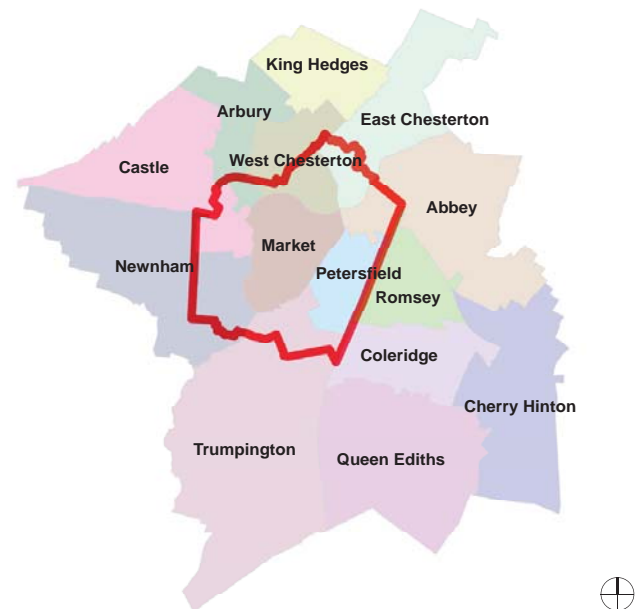 King Hedges
Arbury
East Chesterton
West Chesterton
Castle
Abbey
Market
Newnham
Petersfield
Romsey
Coleridge
Cherry Hinton
Trumpington
Queen Ediths